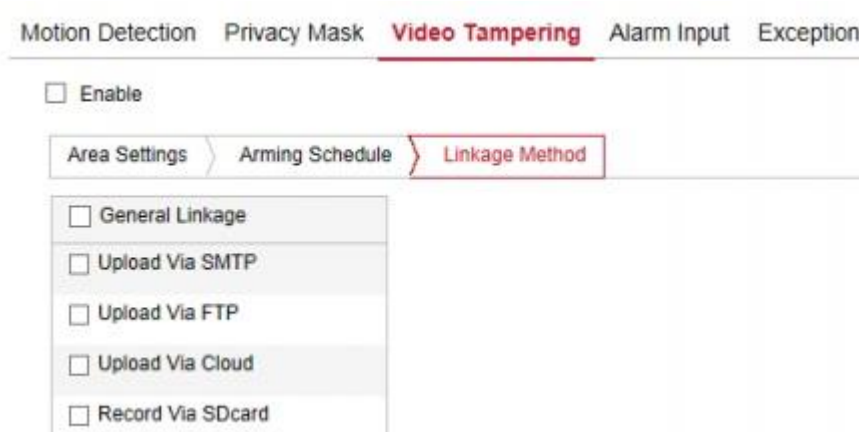 Motion Detection Privacy Mask Video Tampering Alarm Input Exception
Enable
Area Settings Arming Schedule Linkage Method
General Linkage
Upload Via SMTP
Upload Via FTP
Upload Via Cloud
Record Via SDcard